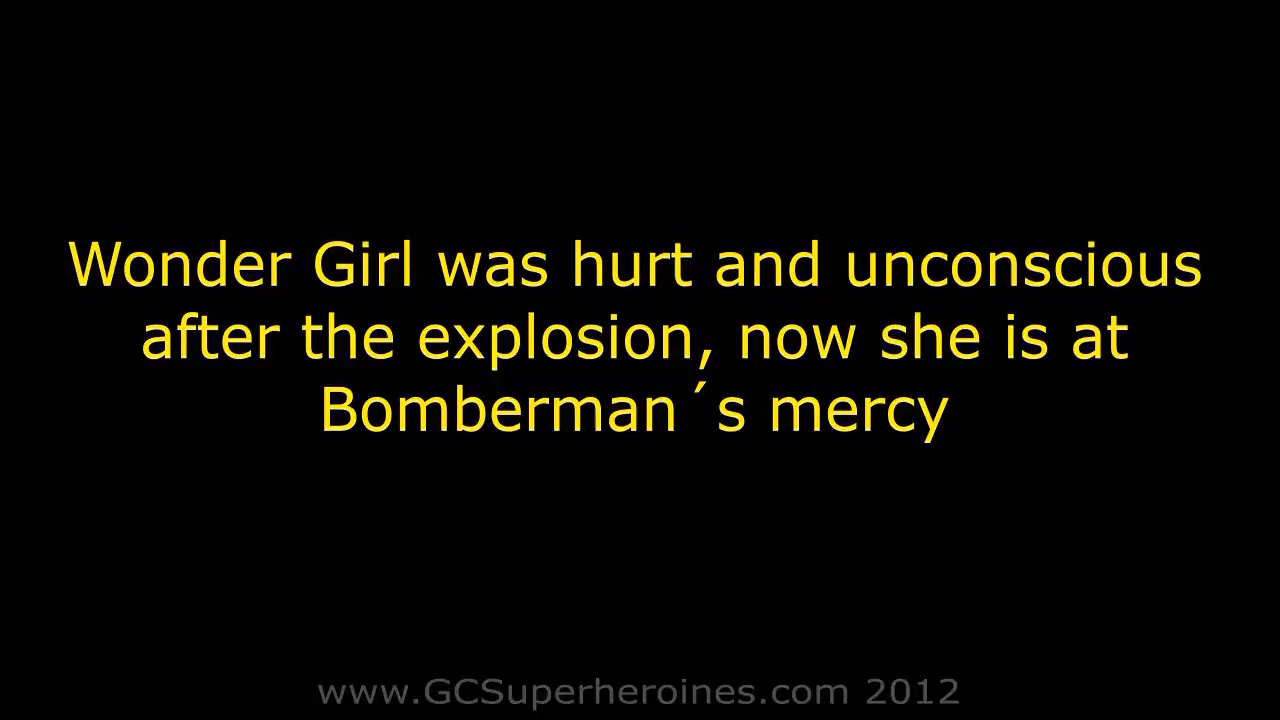 Wonder Girl was hurt and unconscious
after the explosion, now she is at
Bomberman´s mercy
www.GCSuperheroines.com 2012